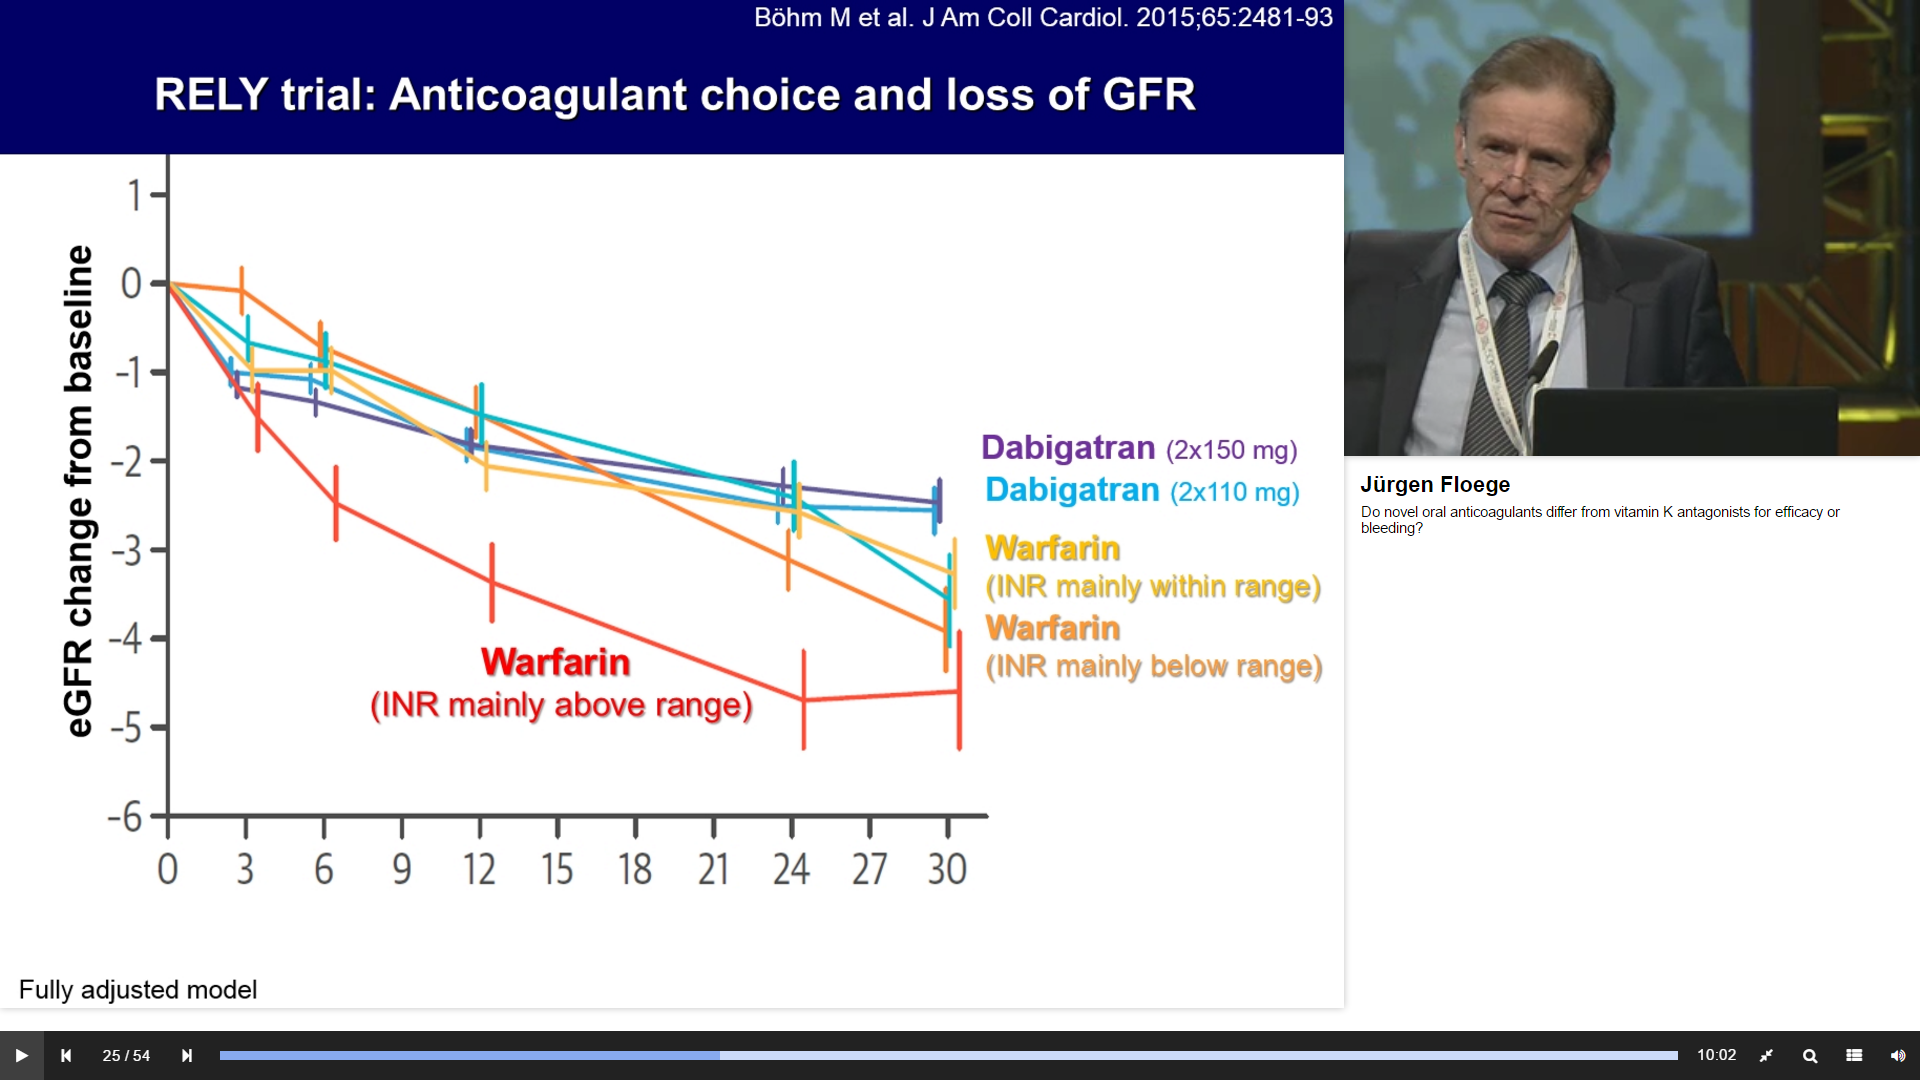 Böhm M et al. J Am Coll Cardiol. 2015;65:2481-93
RELY trial: Anticoagulant choice and loss of GFR
eGFR change from baseline
1
0
-1
-2
-3
-4
-5
-6
0 3 6 9 12 15 18 21 24 27 30
Dabigatran (2x150 mg)
Dabigatran (2x110 mg)
Warfarin
(INR mainly within range)
Warfarin
(INR mainly below range)
Warfarin
(INR mainly above range)
Fully adjusted model
Jürgen Floege
Do novel oral anticoagulants differ from vitamin K antagonists for efficacy or
bleeding?
25 / 54
10:02